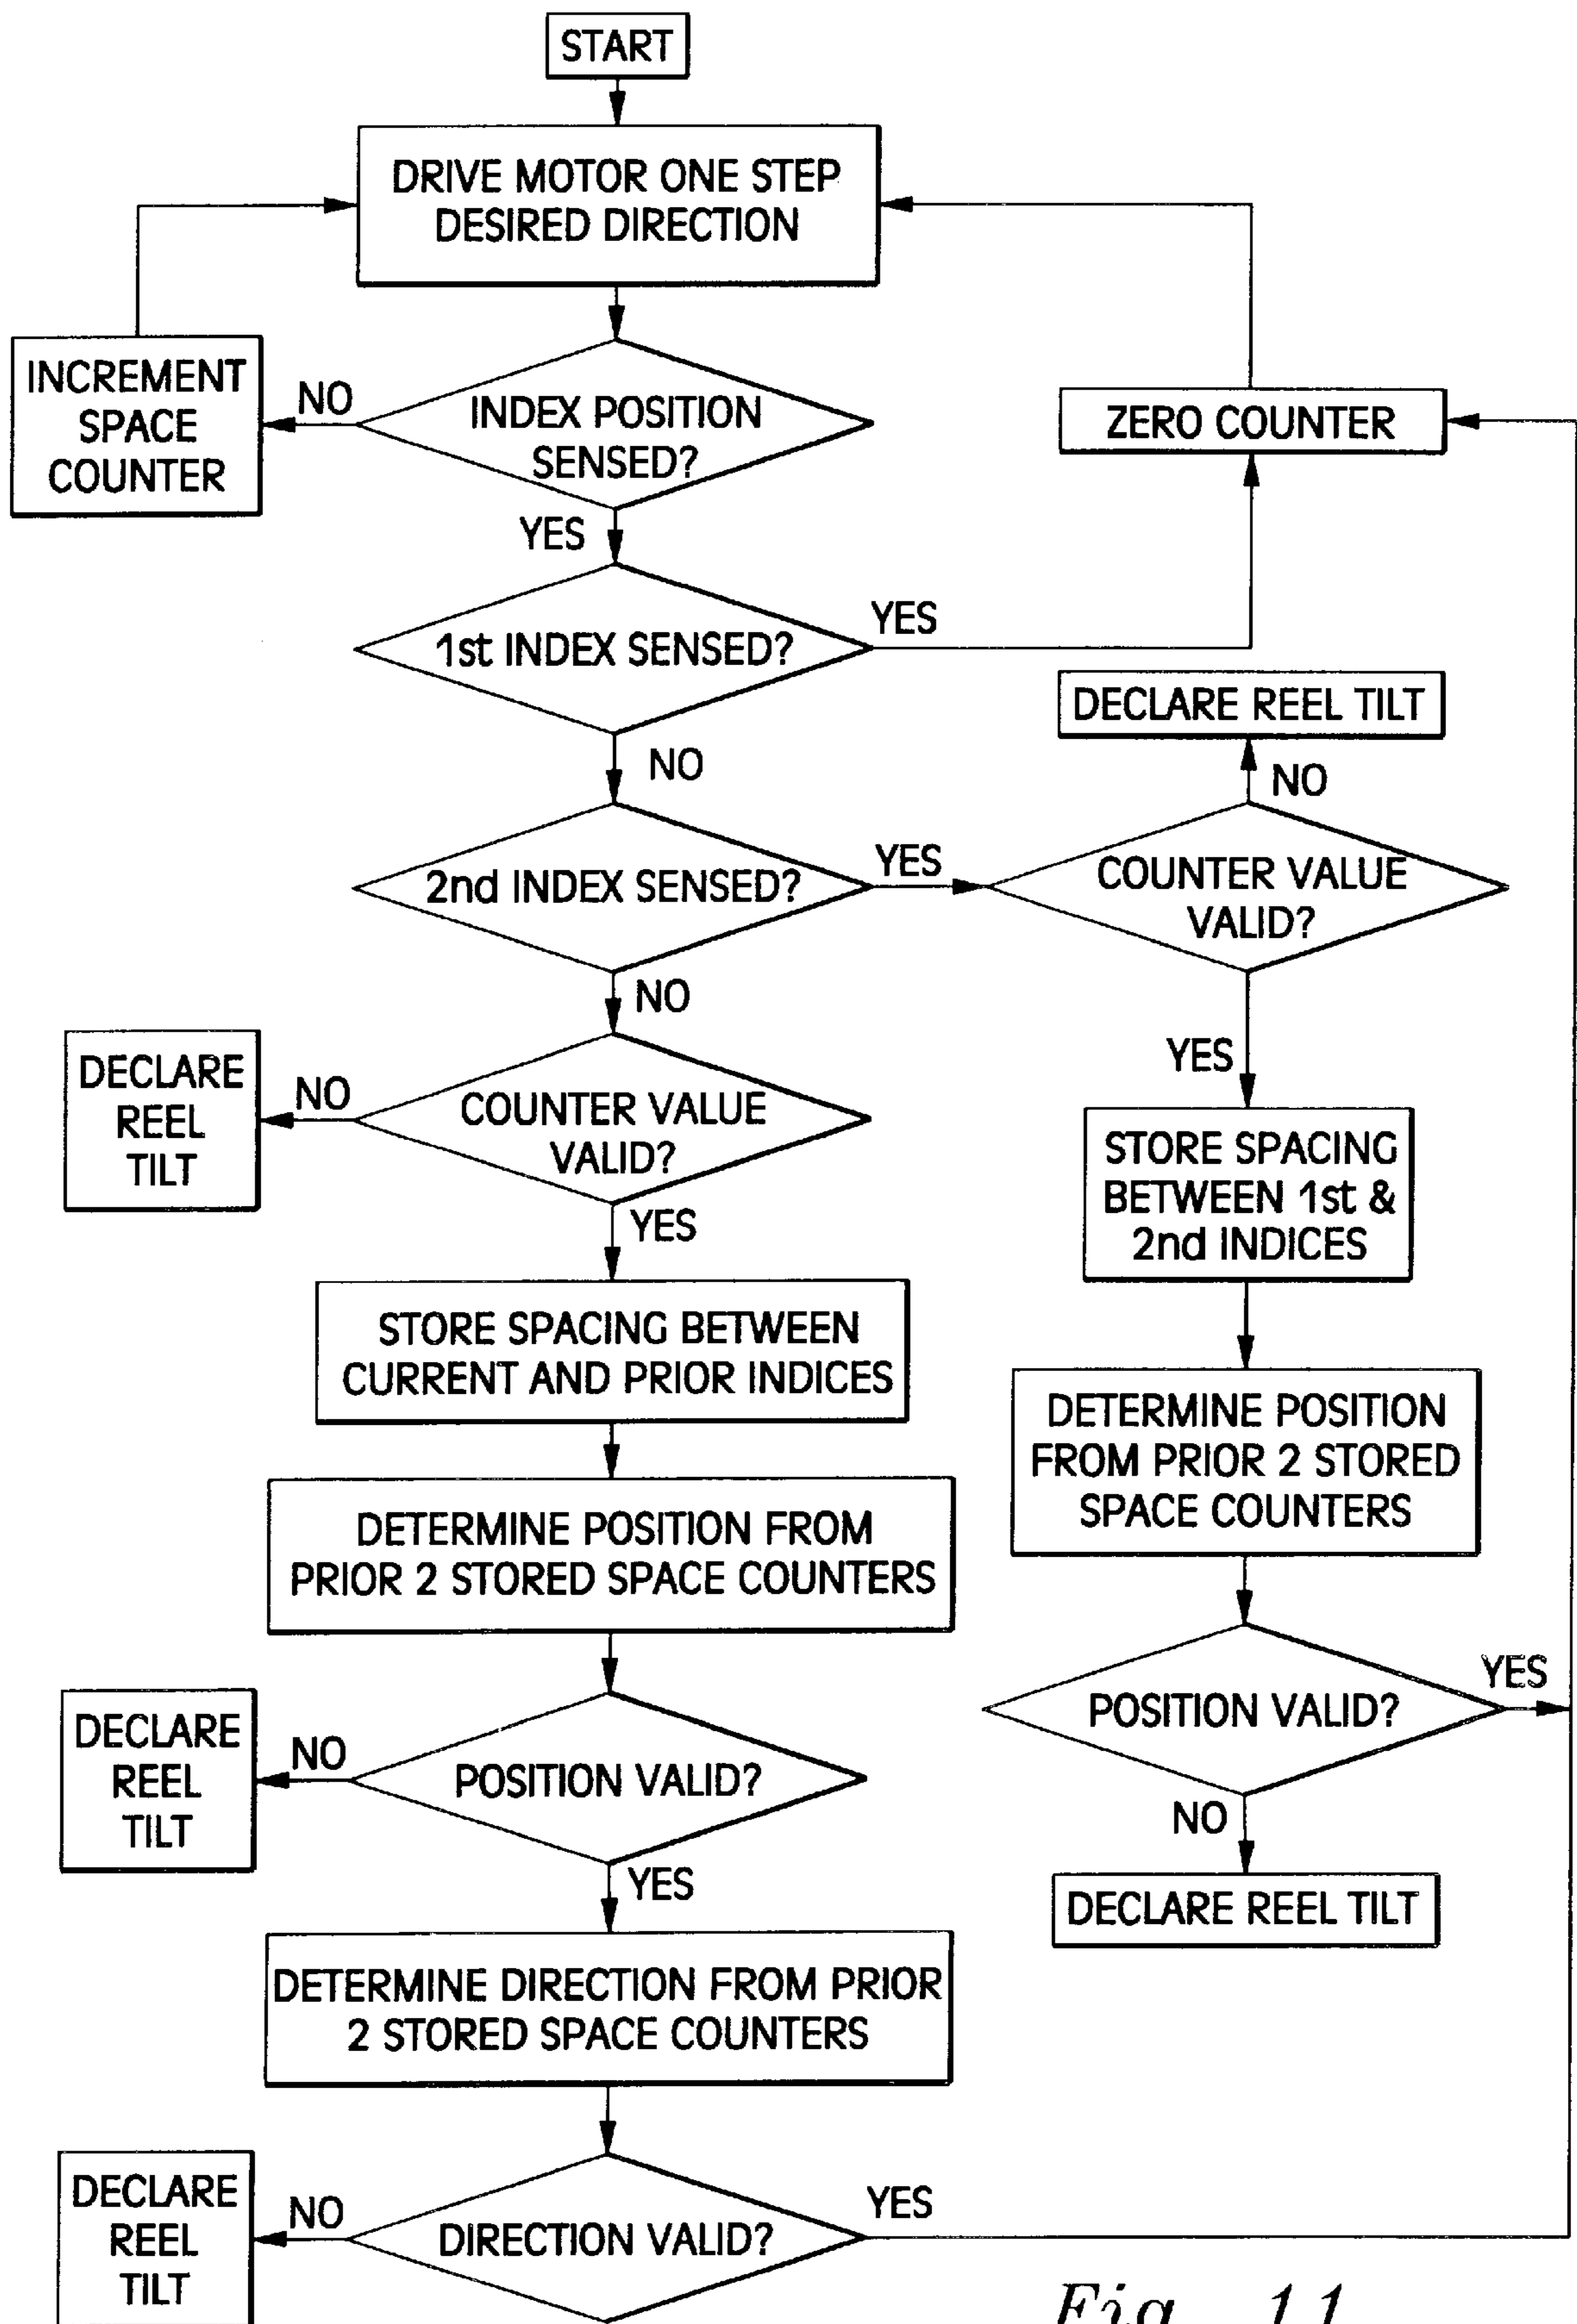 START
DRIVE MOTOR ONE STEP
DESIRED DIRECTION
INCREMENT
SPACE
COUNTER
NO
INDEX POSITION
SENSED?
ZERO COUNTER
YES
1st INDEX SENSED?
YES
DECLARE REEL TILT
NO
NO
2nd INDEX SENSED?
YES
COUNTER VALUE
VALID?
NO
YES
DECLARE
REEL
TILT
NO
COUNTER VALUE
VALID?
STORE SPACING
BETWEEN 1st &
2nd INDICES
YES
STORE SPACING BETWEEN
CURRENT AND PRIOR INDICES
DETERMINE POSITION
FROM PRIOR 2 STORED
SPACE COUNTERS
DETERMINE POSITION FROM
PRIOR 2 STORED SPACE COUNTERS
POSITION VALID?
YES
DECLARE
REEL
TILT
NO
POSITION VALID?
NO
YES
DECLARE REEL TILT
DETERMINE DIRECTION FROM PRIOR
2 STORED SPACE COUNTERS
DECLARE
REEL
TILT
NO
DIRECTION VALID?
YES
Fig. 11